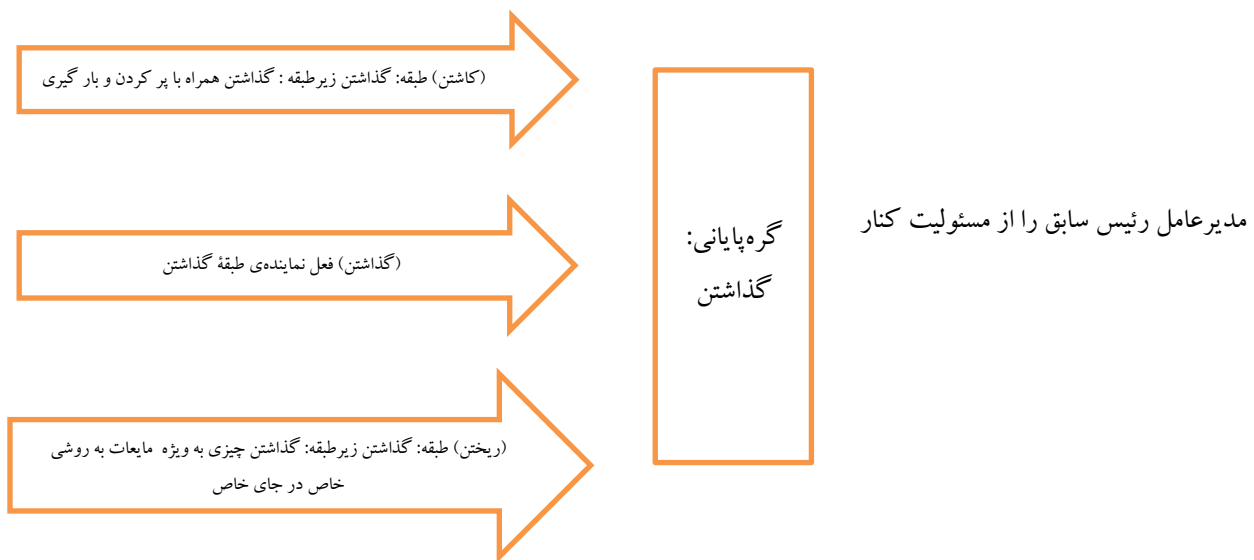 مدیرعامل رئیس سابق را از مسئولیت کنار
گره‌پایانی:
گذاشتن
(کاشتن) طبقه: گذاشتن زیرطبقه : گذاشتن همراه با پر کردن و بار گیری
(گذاشتن) فعل نماینده‌ی طبقۀ گذاشتن
(ریختن) طبقه: گذاشتن زیرطبقه: گذاشتن چیزی به ویژه مایعات به روشی
خاص در جای خاص